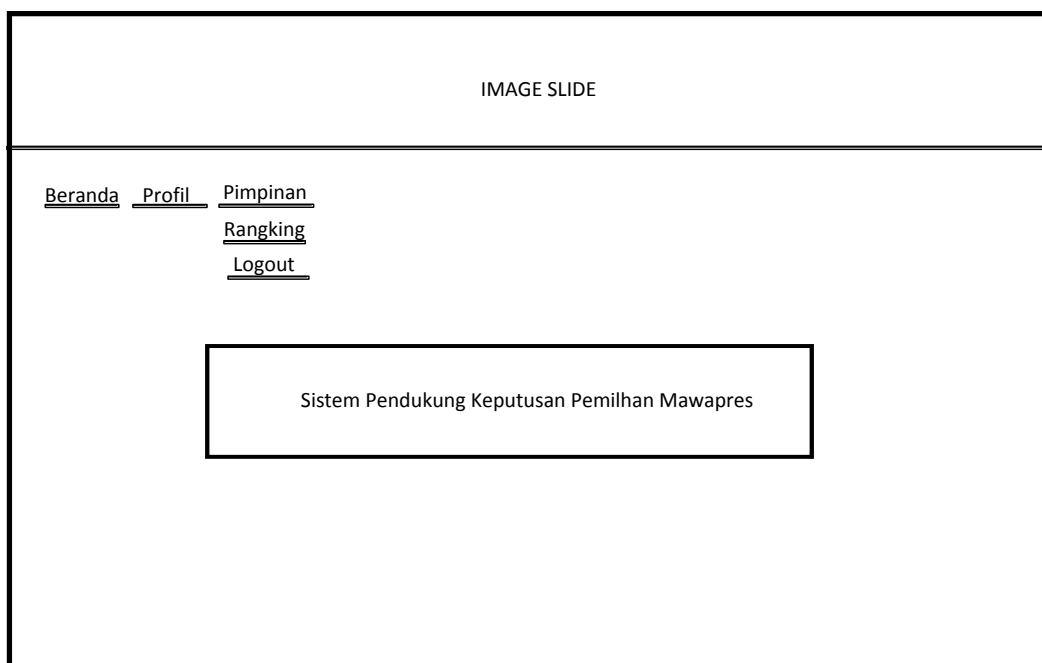 IMAGE SLIDE
Beranda Profil Pimpinan
Rangking
Logout
Sistem Pendukung Keputusan Pemilhan Mawapres